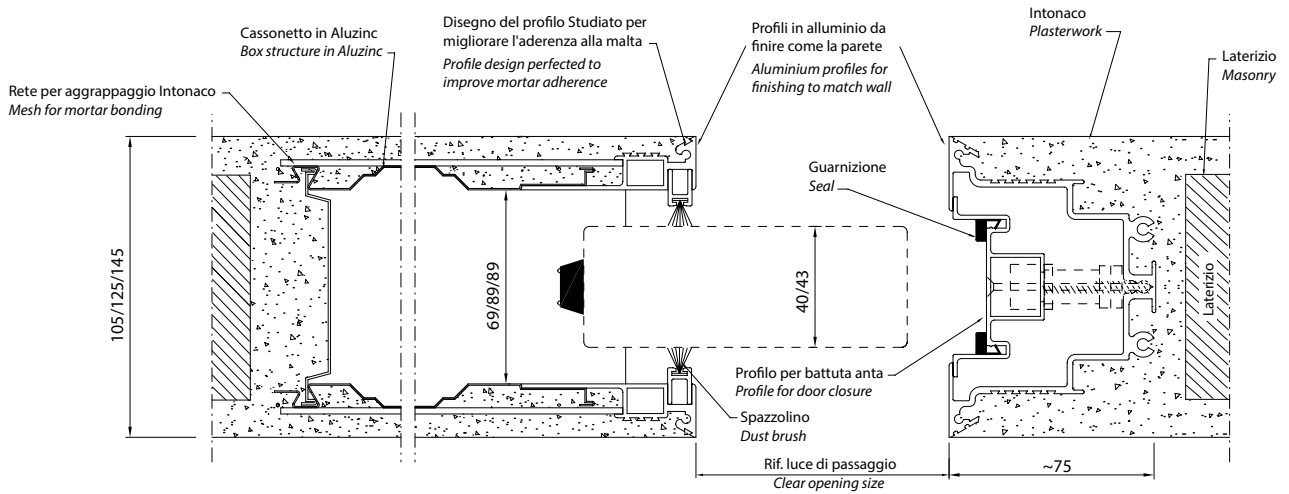 Rete per aggrappaggio Intonaco
Mesh for mortar bonding
Cassonetto in Aluzinc
Box structure in Aluzinc
Disegno del profilo Studiato per
migliorare l'aderenza alla malta
Profile design perfected to
improve mortar adherence
Profili in alluminio da
finire come la parete
Aluminium profiles for
finishing to match wall
Intonaco
Plasterwork
Laterizio
Masonry
Guarnizione
Seal
105/125/145
69/89/89
40/43
Laterizio
Profilo per battuta anta
Profile for door closure
Spazzolino
Dust brush
Rif. luce di passaggio
Clear opening size
~75